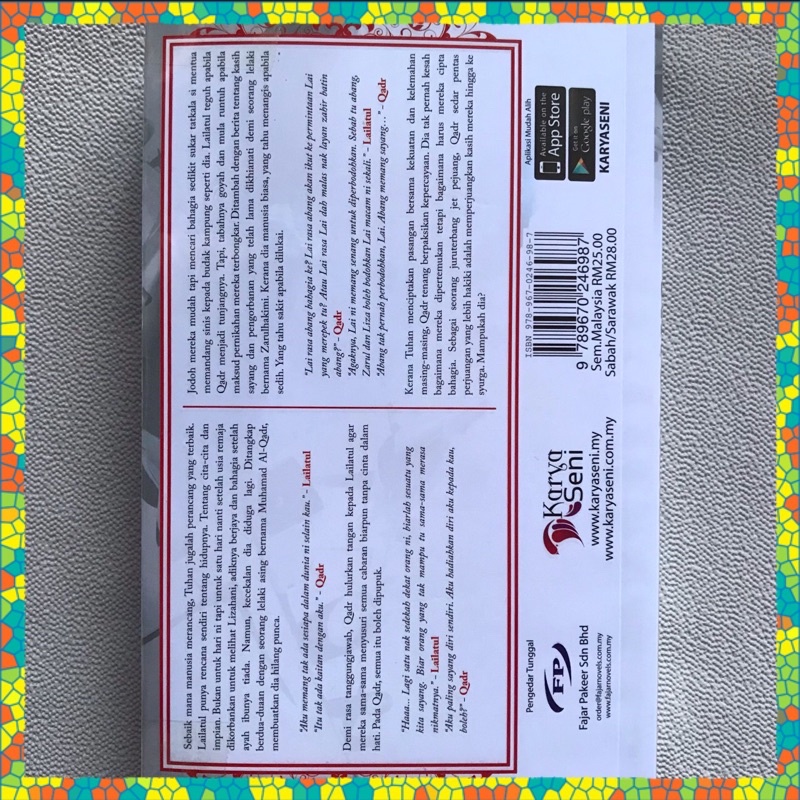 Sebaik mana manusia merancang, Tuhan jugalah perancang yang terbaik.
Lailatul punya rencana sendiri tentang hidupnya. Tentang cita-cita dan
impian. Bukan untuk hari ni tapi untuk satu hari nanti setelah usia remaja
dikorbankan untuk melihat Lizahani, adiknya berjaya dan bahagia setelah
ayah ibunya tiada. Namun, kecekalan dia diduga lagi. Ditangkap
berdua-duaan dengan seorang lelaki asing bernama Muhamad Al-Qadr,
membuatkan dia hilang punca.
"Aku memang tak ada sesiapa dalam dunia ni selain kau." - Lailatul
"Itu tak ada kaitan dengan aku." - Qadr
Demi rasa tanggungjawab, Qadr hulurkan tangan kepada Lailatul agar
mereka sama-sama menyusuri semua cabaran biarpun tanpa cinta dalam
hati. Pada Qadr, semua itu boleh dipupuk.
"Haaa... Lagi satu nak sedekah dekat orang ni, biarlah sesuatu yang
kita sayang. Biar orang yang tak mampu tu sama-sama merasa
nikmatnya." - Lailatul
"Aku paling sayang diri sendiri. Aku hadiahkan diri aku kepada kau,
boleh?" - Qadr
Jodoh mereka mudah tapi mencari bahagia sedikit sukar tatkala si mentua
memandang sinis kepada budak kampung seperti dia. Lailatul teguh apabila
Qadr menjadi tunjangnya. Tapi, tabahnya goyah dan mula runtuh apabila
maksud pernikahan mereka terbongkar. Ditambah dengan berita tentang kasih
sayang dan pengorbanan yang telah lama dikhianati demi seorang lelaki
bernama Zarulhakimi. Kerana dia manusia biasa, yang tahu menangis apabila
sedih. Yang tahu sakit apabila dilukai.
"Lai rasa abang bahagia ke? Lai rasa abang akan ikut ke permintaan Lai
yang merepek tu? Atau Lai rasa Lai dah malas nak layan zahir batin
abang?" - Qadr
"Agaknya, Lai ni memang senang untuk diperbodohkan. Sebab tu abang,
Zarul dan Liza boleh bodohkan Lai macam ni sekali." - Lailatul
"Abang tak pernah perbodohkan, Lai. Abang memang sayang..." - Qadr
Kerana Tuhan menciptakan pasangan bersama kekuatan dan kelemahan
masing-masing, Qadr tenang berpaksikan kepercayaan. Dia tak pernah kesah
bagaimana mereka dipertemukan tetapi bagaimana harus mereka cipta
bahagia. Sebagai seorang juruterbang jet pejuang, Qadr sedar pentas
perjuangan yang lebih hakiki adalah memperjuangkan kasih mereka hingga ke
syurga. Mampukah dia?
Pengedar Tunggal
FP
Fajar Pakeer Sdn Bhd
order@fajarnovels.com.my
www.fajarnovels.com.my
Karya
Seni
www.karyaseni.my
www.karyaseni.com.my
ISBN 978-967-0246-98-7
9 789670 246987
Sem.Malaysia RM25.00
Sabah/Sarawak RM28.00
Aplikasi Mudah Alih
Available on the
App Store
Get it on
Google play
KARYASENI